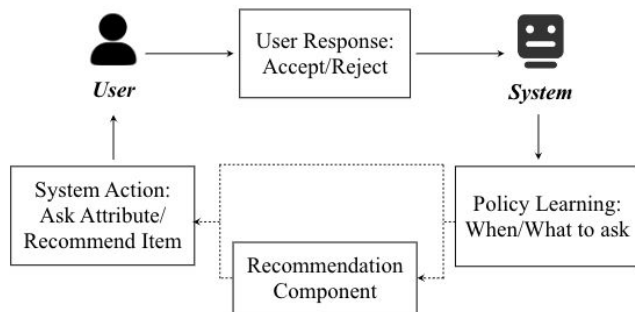 User Response:
Accept/Reject
User
System
System Action:
Ask Attribute/
Recommend Item
Policy Learning:
When/What to ask
Recommendation
Component